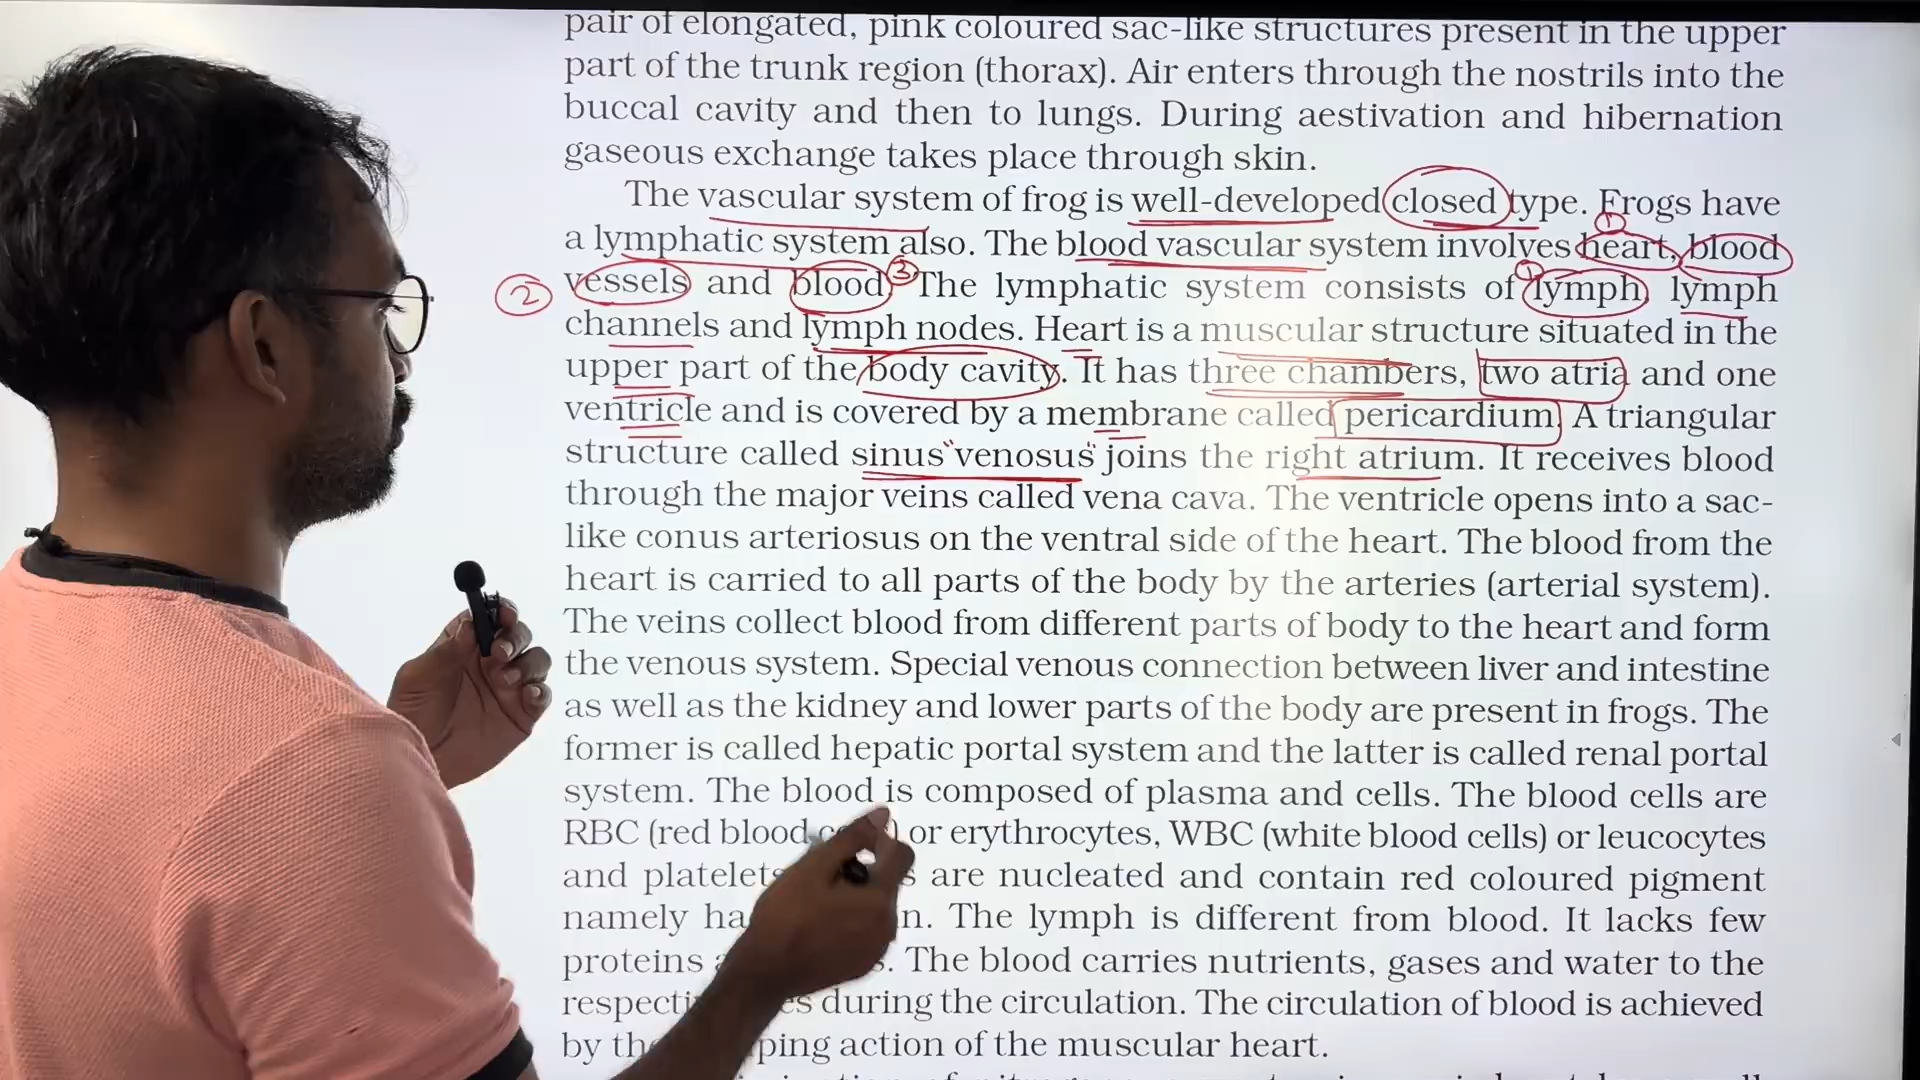 pair of elongated, pink coloured sac-like structures present in the upper
part of the trunk region (thorax). Air enters through the nostrils into the
buccal cavity and then to lungs. During aestivation and hibernation
gaseous exchange takes place through skin.
The vascular system of frog is well-developed closed type. Frogs have
a lymphatic system also. The blood vascular system involves heart, blood
vessels and blood. The lymphatic system consists of lymph, lymph
channels and lymph nodes. Heart is a muscular structure situated in the
upper part of the body cavity. It has three chambers, two atria and one
ventricle and is covered by a membrane called pericardium. A triangular
structure called sinus venosus joins the right atrium. It receives blood
through the major veins called vena cava. The ventricle opens into a sac-
like conus arteriosus on the ventral side of the heart. The blood from the
heart is carried to all parts of the body by the arteries (arterial system).
The veins collect blood from different parts of body to the heart and form
the venous system. Special venous connection between liver and intestine
as well as the kidney and lower parts of the body are present in frogs. The
former is called hepatic portal system and the latter is called renal portal
system. The blood is composed of plasma and cells. The blood cells are
RBC (red blood or erythrocytes, WBC (white blood cells) or leucocytes
and platelets are nucleated and contain red coloured pigment
namely The lymph is different from blood. It lacks few
proteins The blood carries nutrients, gases and water to the
during the circulation. The circulation of blood is achieved
by action of the muscular heart.
① ③ ① ②